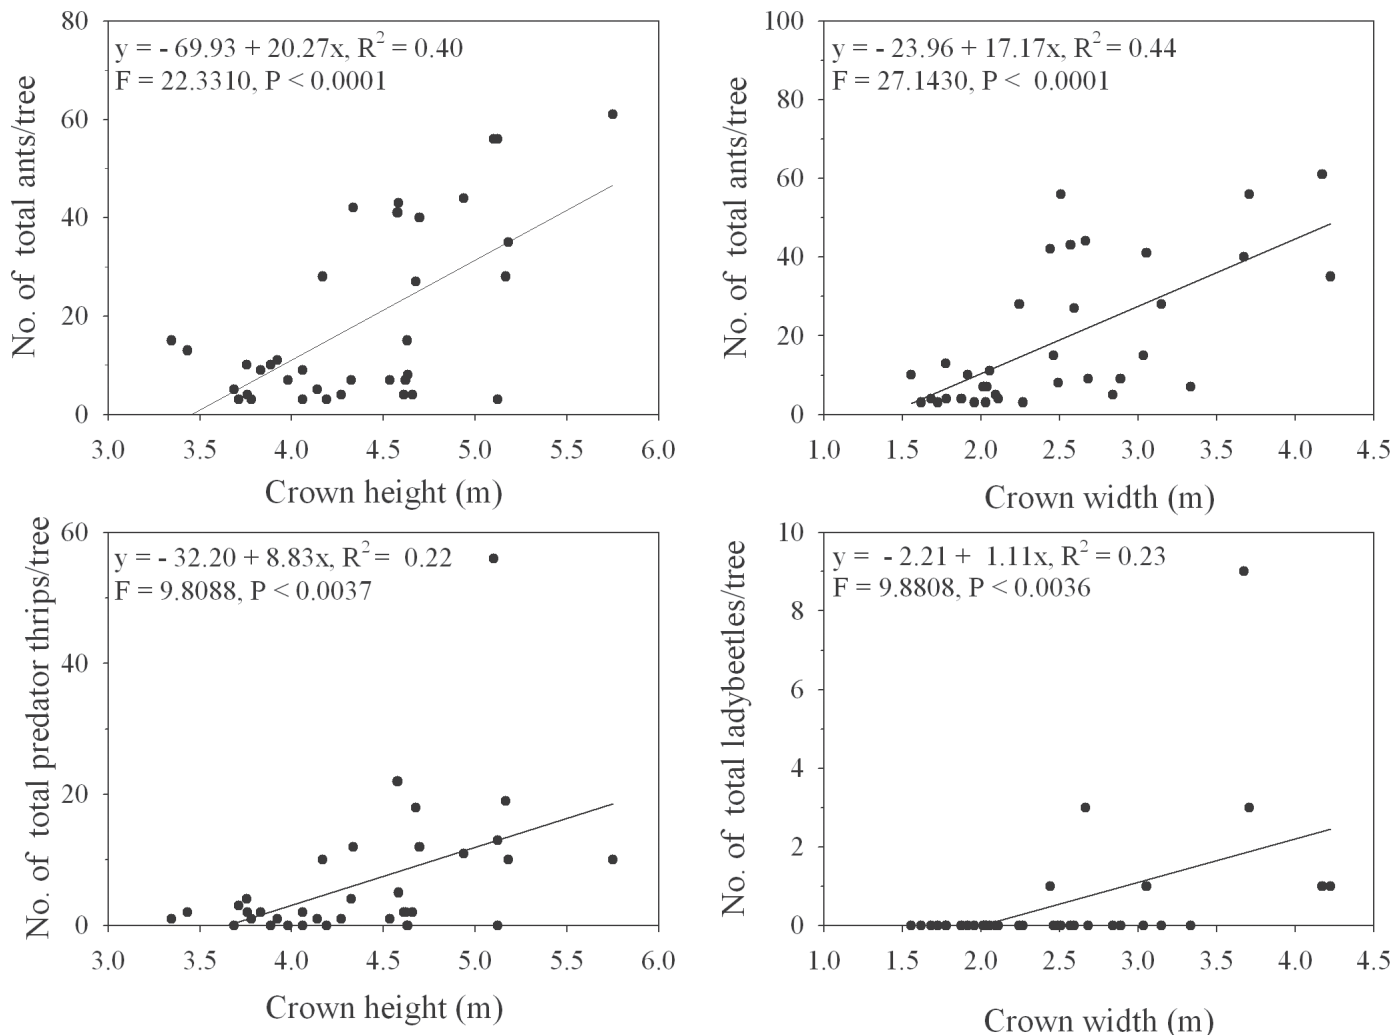 y = - 69.93 + 20.27x, R² = 0.40
F = 22.3310, P < 0.0001
No. of total ants/tree
80
60
40
20
0
3.0 3.5 4.0 4.5 5.0 5.5 6.0
Crown height (m)
y = - 23.96 + 17.17x, R² = 0.44
F = 27.1430, P < 0.0001
No. of total ants/tree
100
80
60
40
20
0
1.0 1.5 2.0 2.5 3.0 3.5 4.0 4.5
Crown width (m)
y = - 32.20 + 8.83x, R² = 0.22
F = 9.8088, P < 0.0037
No. of total predator thrips/tree
60
40
20
0
3.0 3.5 4.0 4.5 5.0 5.5 6.0
Crown height (m)
y = - 2.21 + 1.11x, R² = 0.23
F = 9.8808, P < 0.0036
No. of total ladybeetles/tree
10
8
6
4
2
0
1.0 1.5 2.0 2.5 3.0 3.5 4.0 4.5
Crown width (m)